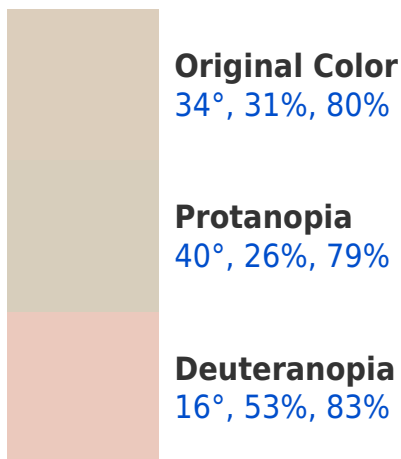 Original Color
34°, 31%, 80%
Protanopia
40°, 26%, 79%
Deuteranopia
16°, 53%, 83%